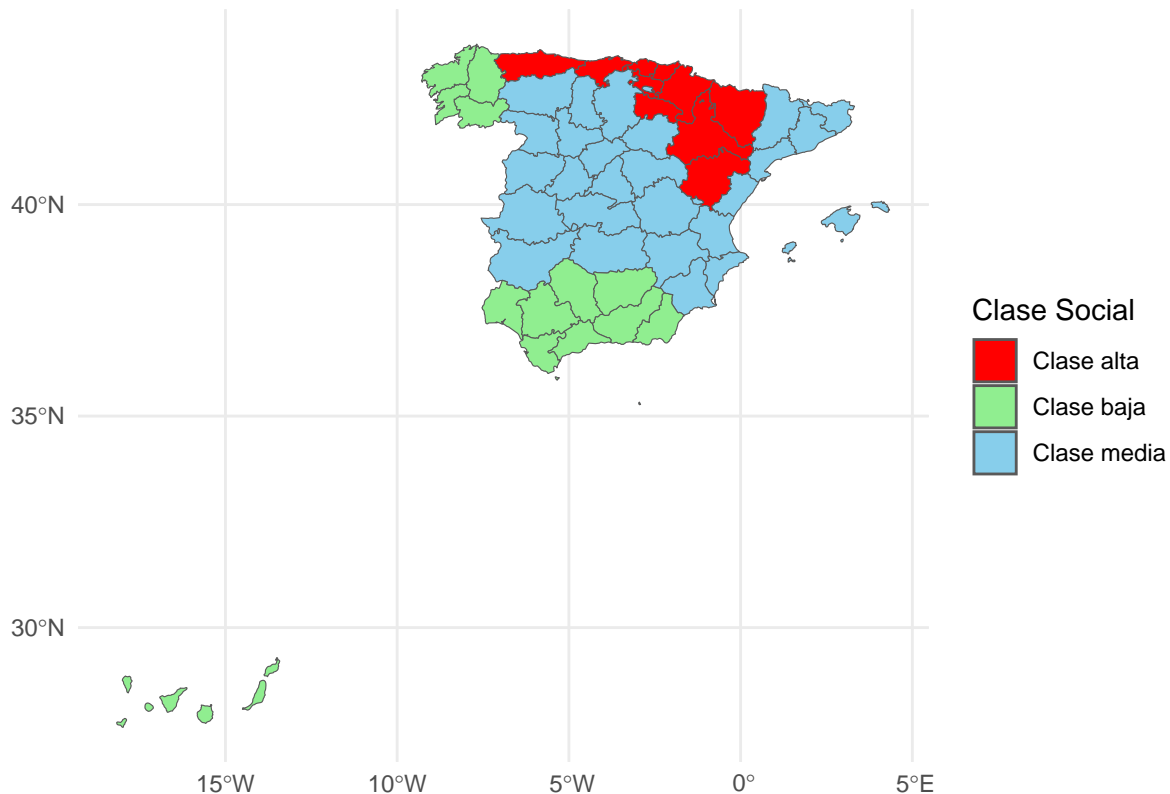 40°N
35°N
30°N
15°W
10°W
5°W
0°
5°E
Clase Social
Clase alta
Clase baja
Clase media